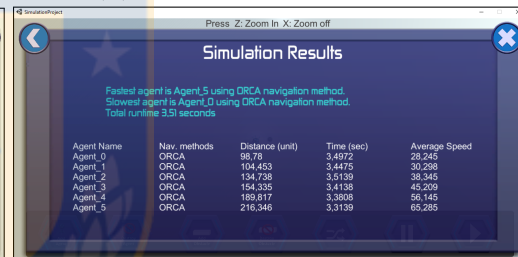 SimulationProject
Press Z: Zoom In X: Zoom off
Simulation Results
Fastest agent is Agent_5 using ORCA navigation method.
Slowest agent is Agent_0 using ORCA navigation method.
Total runtime 3,51 seconds
Agent Name Nav. methods Distance (unit) Time (sec) Average Speed
Agent_0 ORCA 98,78 3,4972 28,245
Agent_1 ORCA 104,453 3,4475 30,298
Agent_2 ORCA 134,738 3,5139 38,345
Agent_3 ORCA 154,335 3,4138 45,209
Agent_4 ORCA 189,817 3,3808 56,145
Agent_5 ORCA 216,346 3,3139 65,285